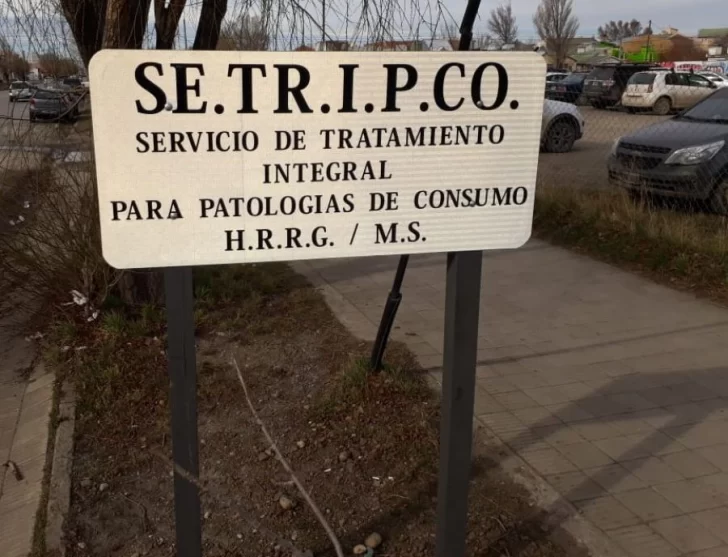 SE.TR.I.P.CO.
SERVICIO DE TRATAMIENTO
INTEGRAL
PARA PATOLOGIAS DE CONSUMO
H.R.R.G. / M.S.